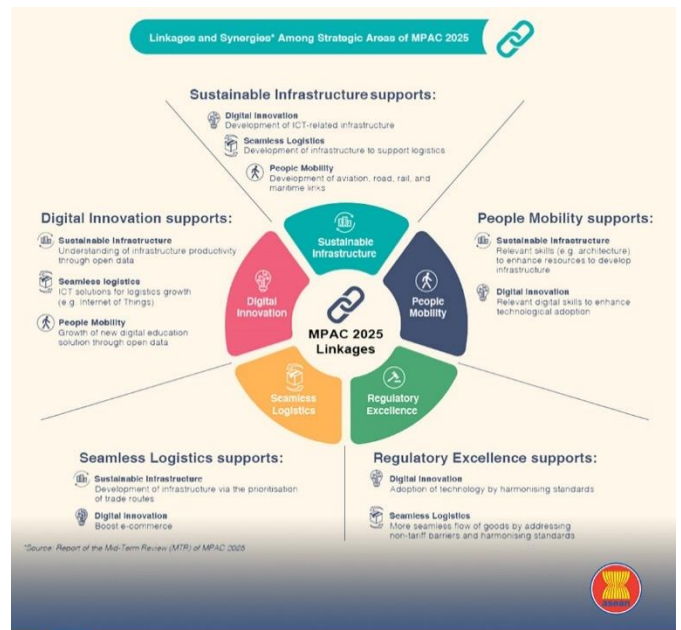 Linkages and Synergies* Among Strategic Areas of MPAC 2025
Sustainable Infrastructure supports:
Digital Innovation
Development of ICT-related infrastructure
Seamless Logistics
Development of infrastructure to support logistics
People Mobility
Development of aviation, road, rail, and
maritime links
Digital Innovation supports:
Sustainable Infrastructure
Understanding of infrastructure productivity
through open data
Seamless logistics
ICT solutions for logistics growth
(e.g. Internet of Things)
People Mobility
Growth of new digital education
solution through open data
People Mobility supports:
Sustainable Infrastructure
Relevant skills (e.g. architecture)
to enhance resources to develop
infrastructure
Digital Innovation
Relevant digital skills to enhance
technological adoption
Sustainable
Infrastructure
Digital
Innovation
People
Mobility
MPAC 2025
Linkages
Seamless
Logistics
Regulatory
Excellence
Seamless Logistics supports:
Sustainable Infrastructure
Development of infrastructure via the prioritisation
of trade routes
Digital Innovation
Boost e-commerce
Regulatory Excellence supports:
Digital Innovation
Adoption of technology by harmonising standards
Seamless Logistics
More seamless flow of goods by addressing
non-tariff barriers and harmonising standards
*Source: Report of the Mid-Term Review (MTR) of MPAC 2025
asean